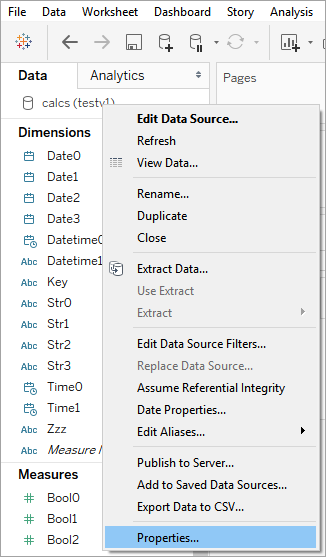 File Data Worksheet Dashboard Story Analysis
Data Analytics
Pages
calcs (testv1)
Edit Data Source...
Refresh
View Data...
Rename...
Duplicate
Close
Extract Data...
Use Extract
Extract
Edit Data Source Filters...
Replace Data Source...
Assume Referential Integrity
Date Properties...
Edit Aliases...
Publish to Server...
Add to Saved Data Sources...
Export Data to CSV...
Properties...
Dimensions
Date0
Date1
Date2
Date3
Datetime0
Abc Datetime1
Abc Key
Abc Str0
Abc Str1
Abc Str2
Abc Str3
Time0
Time1
Abc Zzz
Abc Measure
Measures
# Bool0
# Bool1
# Bool2